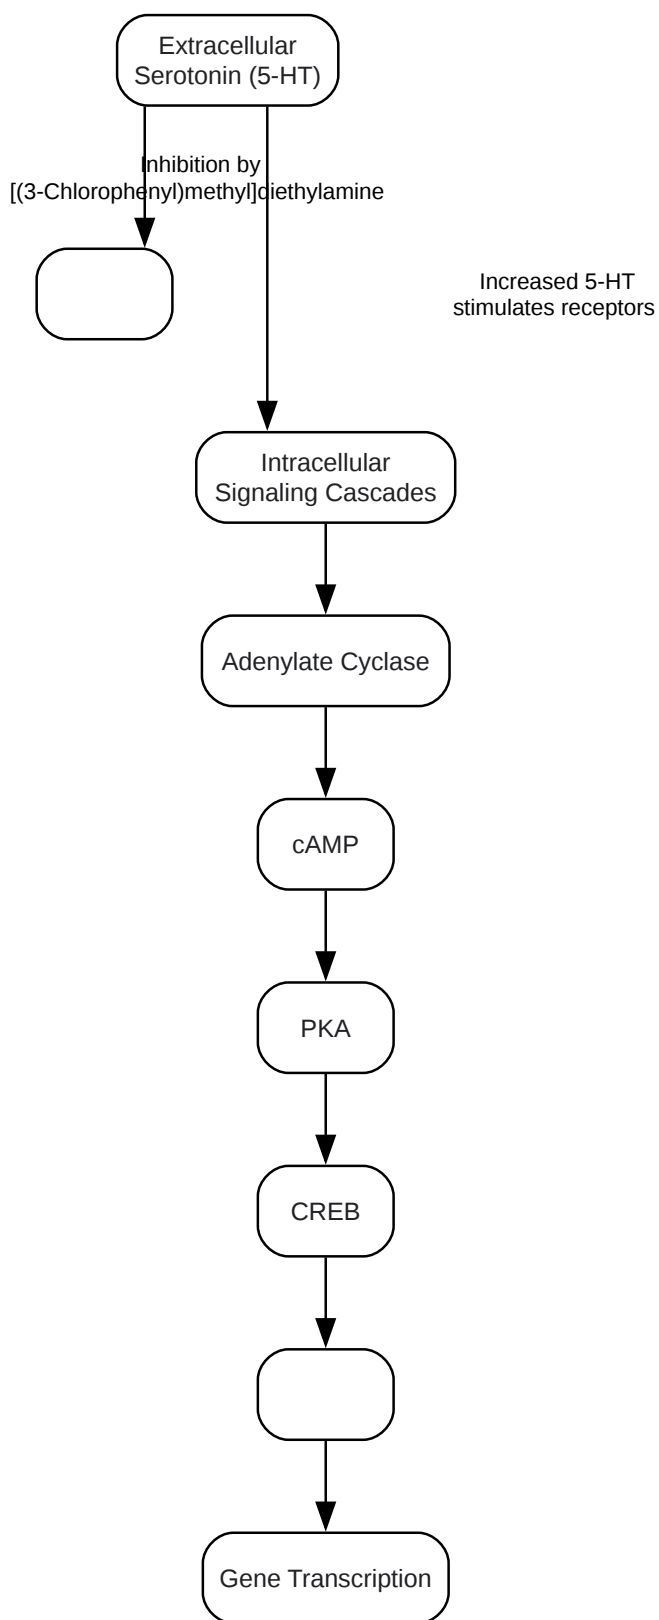 Extracellular
Serotonin (5-HT)
Inhibition by
[(3-Chlorophenyl)methyl]diethylamine
Increased 5-HT
stimulates receptors
Intracellular
Signaling Cascades
Adenylate Cyclase
cAMP
PKA
CREB
Gene Transcription